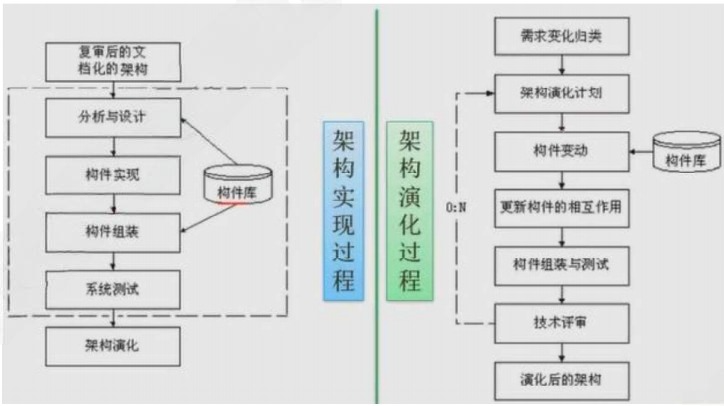 复审后的文
档化的架构
分析与设计
构件实现
构件库
构件组装
系统测试
架构演化
架构实现过程
架构演化过程
需求变化归类
架构演化计划
构件变动
构件库
0:N
更新构件的相互作用
构件组装与测试
技术评审
演化后的架构